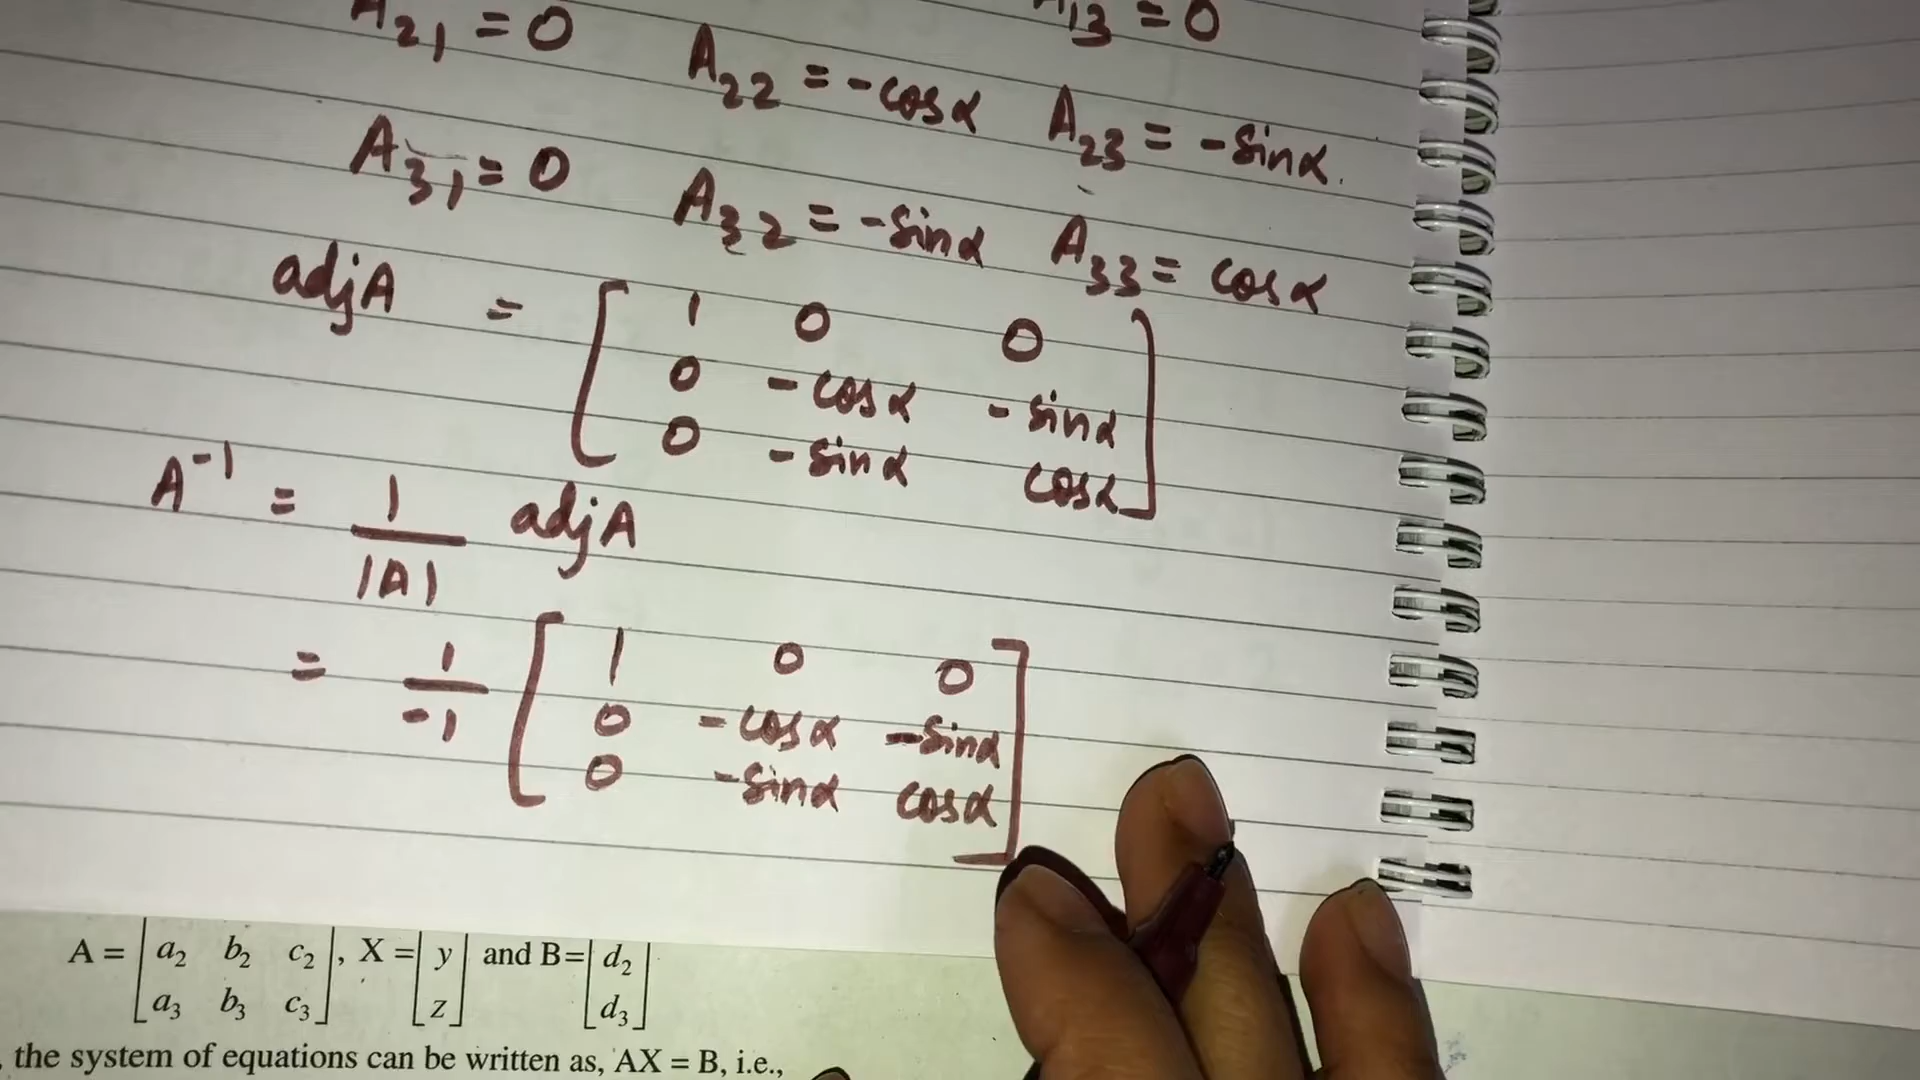 A21 = 0 A13 = 0
A22 = -cosα A23 = -sinα.
A31 = 0 A32 = -sinα A33 = cosα
adjA = [ 1 0 0
0 -cosα -sinα
0 -sinα cosα ]
A^-1 = 1/|A| adjA
= 1/-1 [ 1 0 0
0 -cosα -sinα
0 -sinα cosα ]
A = [ a2 b2 c2 , X = [ y ] and B= [ d2
a3 b3 c3 ] z d3 ]
the system of equations can be written as, AX = B, i.e.,